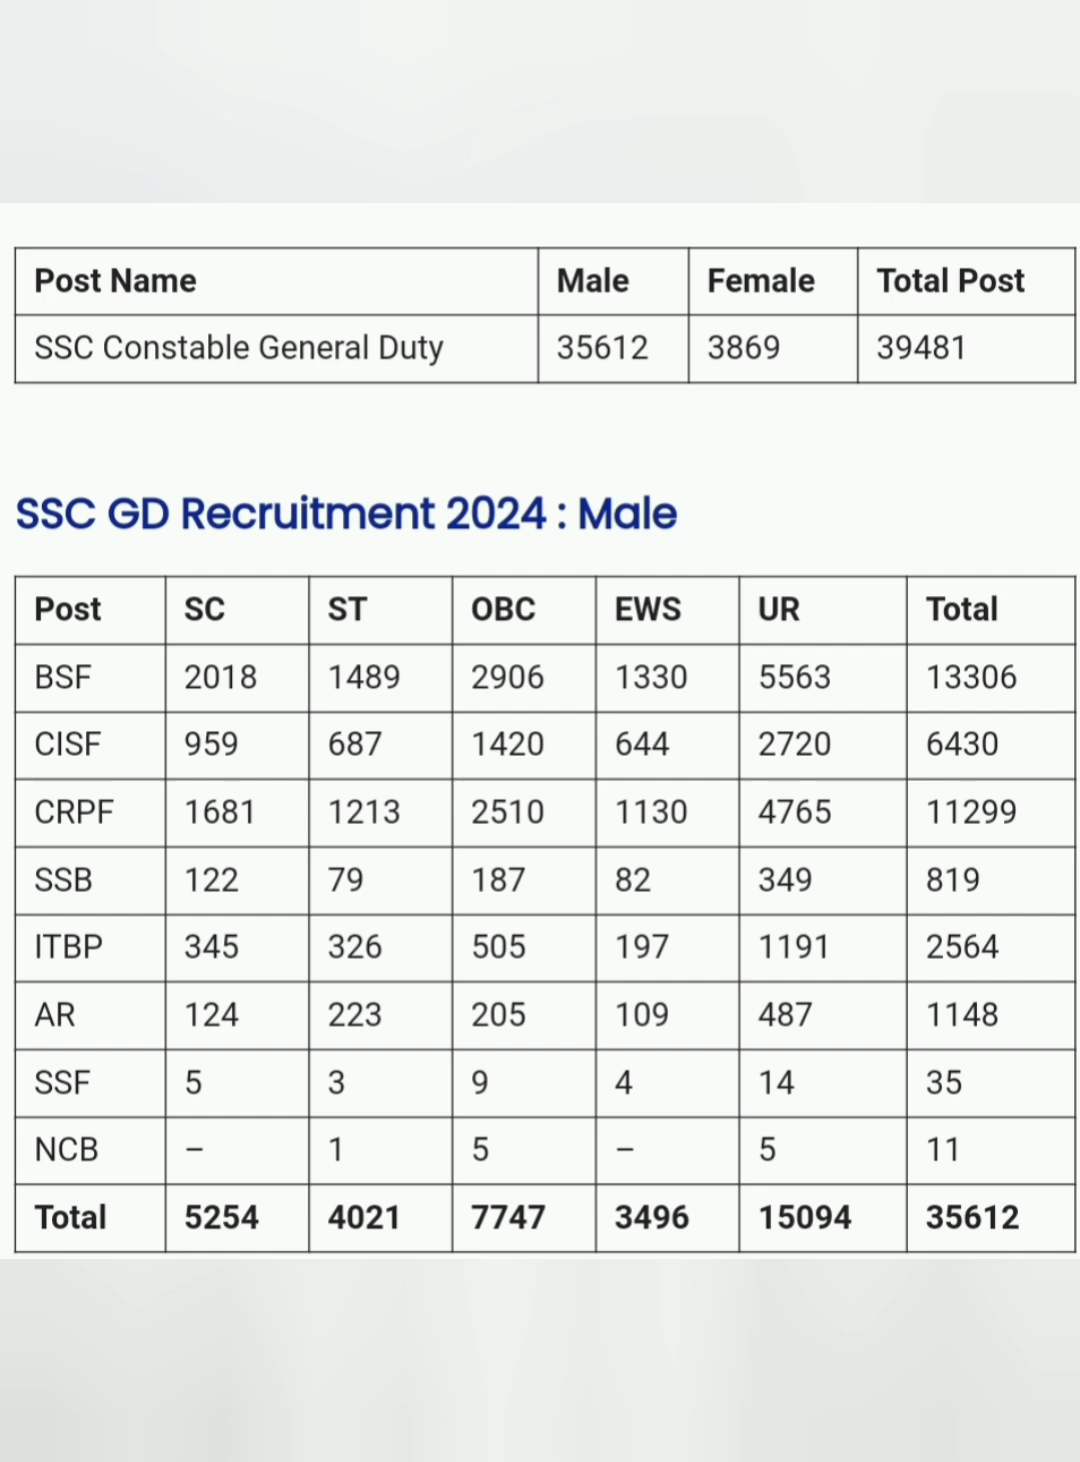 Post Name Male Female Total Post
SSC Constable General Duty 35612 3869 39481
SSC GD Recruitment 2024 : Male
Post SC ST OBC EWS UR Total
BSF 2018 1489 2906 1330 5563 13306
CISF 959 687 1420 644 2720 6430
CRPF 1681 1213 2510 1130 4765 11299
SSB 122 79 187 82 349 819
ITBP 345 326 505 197 1191 2564
AR 124 223 205 109 487 1148
SSF 5 3 9 4 14 35
NCB – 1 5 – 5 11
Total 5254 4021 7747 3496 15094 35612